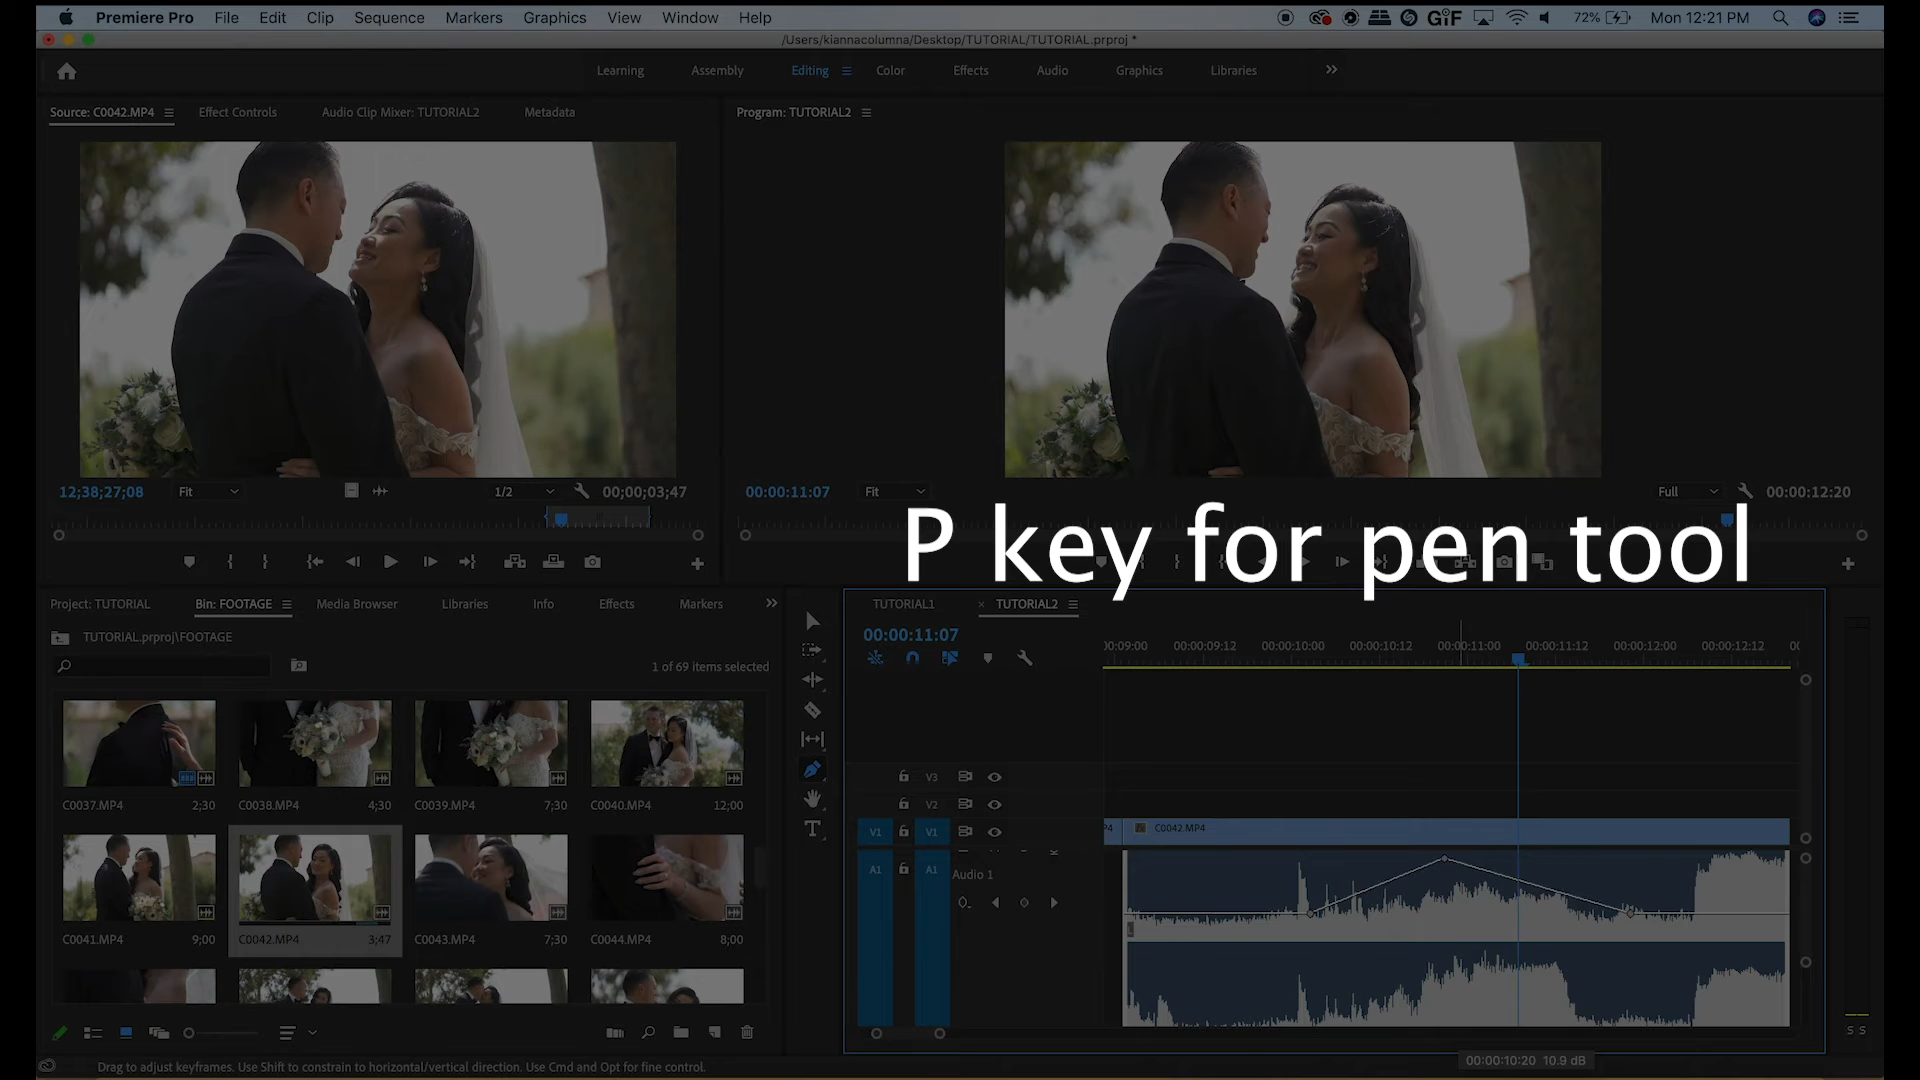 Premiere Pro File Edit Clip Sequence Markers Graphics View Window Help
GiF 72% Mon 12:21 PM
/Users/kiannacolumna/Desktop/TUTORIAL/TUTORIAL.prproj *
Learning Assembly Editing Color Effects Audio Graphics Libraries
Source: C0042.MP4 Effect Controls Audio Clip Mixer: TUTORIAL2 Metadata
Program: TUTORIAL2
12;38;27;08 Fit 1/2 00;00;03;47
00:00:11:07 Fit Full 00:00:12:20
P key for pen tool
Project: TUTORIAL Bin: FOOTAGE Media Browser Libraries Info Effects Markers
TUTORIAL.prproj\FOOTAGE
1 of 69 items selected
C0037.MP4 2;30 C0038.MP4 4;30 C0039.MP4 7;30 C0040.MP4 12;00
C0041.MP4 9;00 C0042.MP4 3;47 C0043.MP4 7;30 C0044.MP4 8;00
TUTORIAL1 × TUTORIAL2
00:00:11:07
):00:09:00 00:00:09:12 00:00:10:00 00:00:10:12 00:00:11:00 00:00:11:12 00:00:12:00 00:00:12:12
V3
V2
V1 V1 P4 C0042.MP4
A1 A1 Audio 1
L
S S
Drag to adjust keyframes. Use Shift to constrain to horizontal/vertical direction. Use Cmd and Opt for fine control.
00:00:10:20 10.9 dB